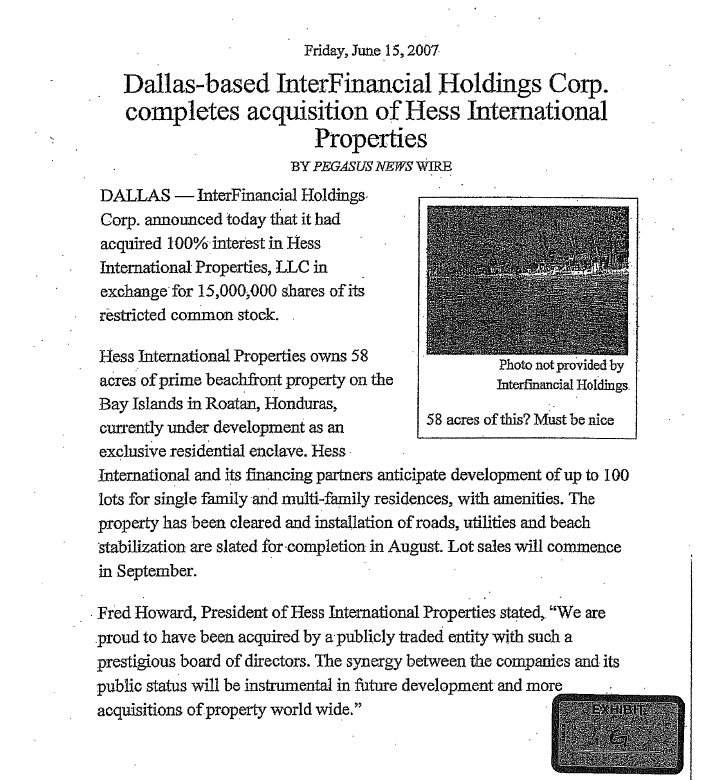 Friday, June 15, 2007
Dallas-based InterFinancial Holdings Corp.
completes acquisition of Hess International
Properties
BY PEGASUS NEWS WIRE
DALLAS — InterFinancial Holdings
Corp. announced today that it had
acquired 100% interest in Hess
International Properties, LLC in
exchange for 15,000,000 shares of its
restricted common stock.
Photo not provided by
Interfinancial Holdings
58 acres of this? Must be nice
Hess International Properties owns 58
acres of prime beachfront property on the
Bay Islands in Roatan, Honduras,
currently under development as an
exclusive residential enclave. Hess
International and its financing partners anticipate development of up to 100
lots for single family and multi-family residences, with amenities. The
property has been cleared and installation of roads, utilities and beach
stabilization are slated for completion in August. Lot sales will commence
in September.
Fred Howard, President of Hess International Properties stated, “We are
proud to have been acquired by a publicly traded entity with such a
prestigious board of directors. The synergy between the companies and its
public status will be instrumental in future development and more
acquisitions of property world wide.”
EXHIBIT